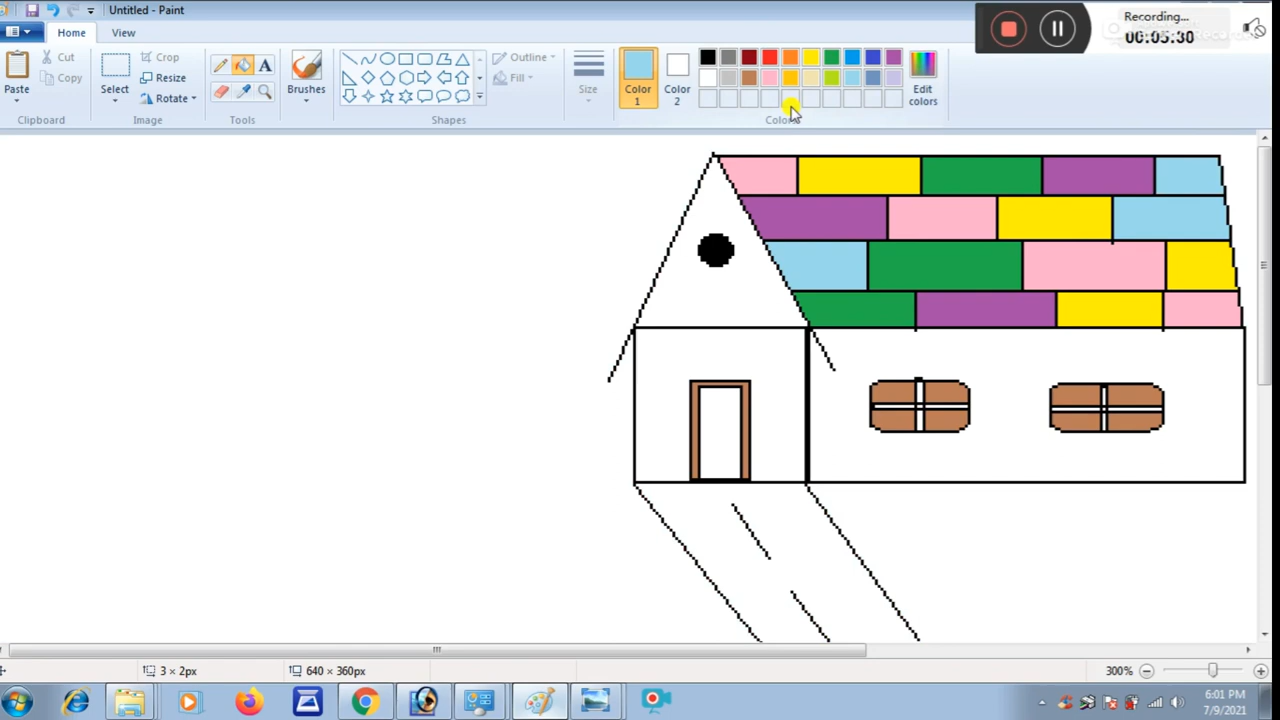 Untitled - Paint
Recording...
00:05:30
Home
View
Paste
Cut
Copy
Clipboard
Select
Crop
Resize
Rotate
Image
A
Tools
Brushes
Shapes
Outline
Fill
Size
Color
1
Color
2
Colors
Edit
colors
3 × 2px
640 × 360px
300%
6:01 PM
7/9/2021